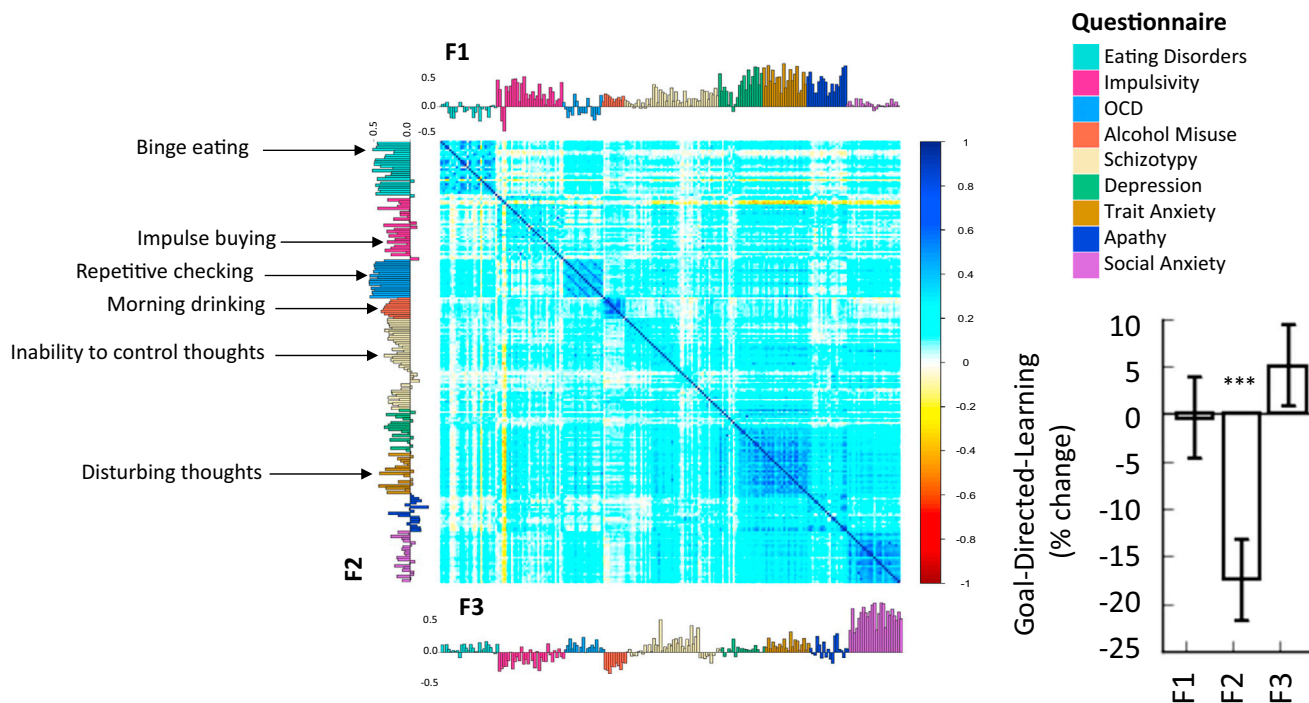 F1
0.5
0.0
-0.5
0.5
0.0
Binge eating
Impulse buying
Repetitive checking
Morning drinking
Inability to control thoughts
Disturbing thoughts
F2
1
0.8
0.6
0.4
0.2
0
-0.2
-0.4
-0.6
-0.8
-1
F3
0.5
0.0
-0.5
Questionnaire
Eating Disorders
Impulsivity
OCD
Alcohol Misuse
Schizotypy
Depression
Trait Anxiety
Apathy
Social Anxiety
Goal-Directed-Learning
(% change)
10
5
0
-5
-10
-15
-20
-25
***
F1
F2
F3